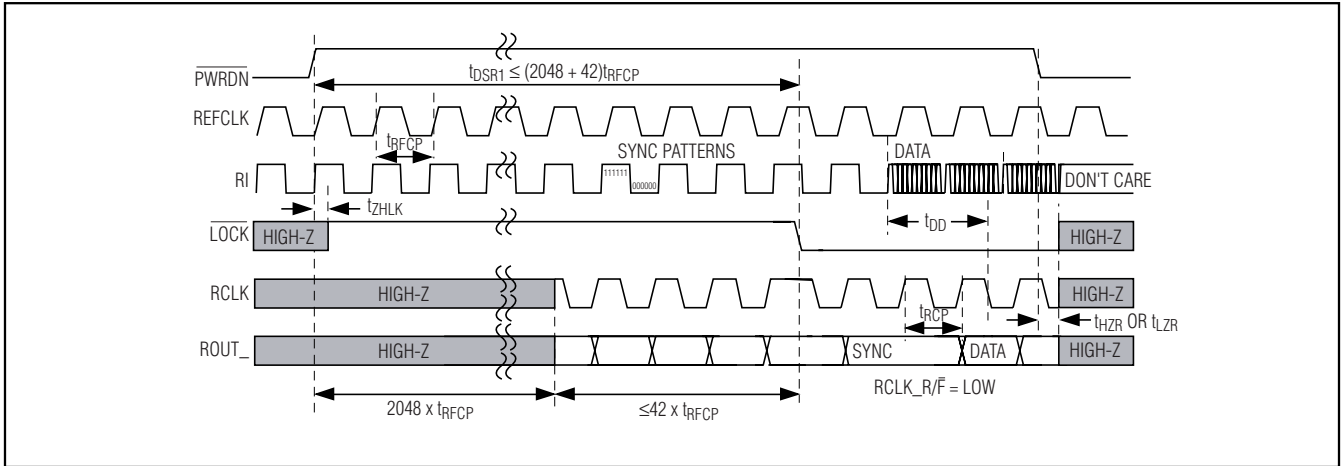 PWRDN
tDSR1 ≤ (2048 + 42)tRFCP
REFCLK
tRFCP
SYNC PATTERNS
DATA
RI
111111
000000
DON'T CARE
tZHLK
tDD
LOCK
HIGH-Z
HIGH-Z
RCLK
HIGH-Z
HIGH-Z
tRCP
tHZR OR tLZR
ROUT_
HIGH-Z
SYNC
DATA
HIGH-Z
RCLK_R/F̅ = LOW
2048 x tRFCP
≤42 x tRFCP